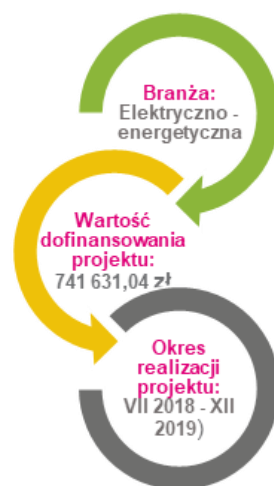 Branża:
Elektryczno -
energetyczna
Wartość
dofinansowania
projektu:
741 631,04 zł
Okres
realizacji
projektu:
VII 2018 - XII
2019)